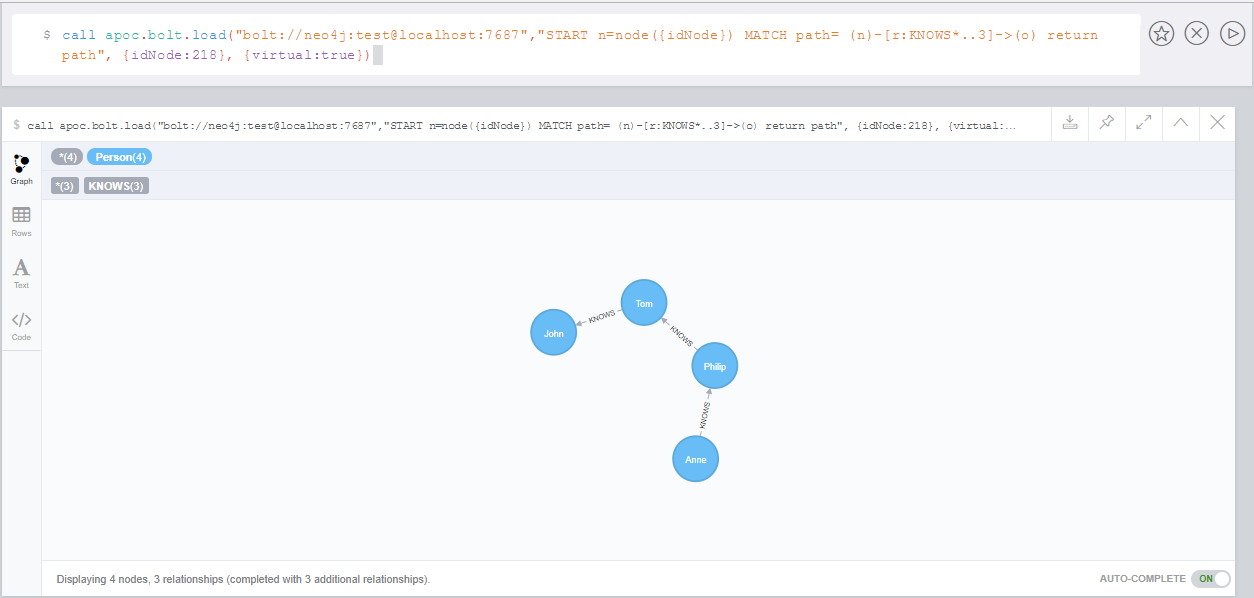 $ call apoc.bolt.load("bolt://neo4j:test@localhost:7687","START n=node({idNode}) MATCH path= (n)-[r:KNOWS*..3]->(o) return
path", {idNode:218}, {virtual:true})
$ call apoc.bolt.load("bolt://neo4j:test@localhost:7687","START n=node({idNode}) MATCH path= (n)-[r:KNOWS*..3]->(o) return path", {idNode:218}, {virtual:...
*(4) Person(4)
*(3) KNOWS(3)
Graph
Rows
A
Text
</>
Code
Tom
KNOWS
John
KNOWS
Philip
KNOWS
Anne
Displaying 4 nodes, 3 relationships (completed with 3 additional relationships).
AUTO-COMPLETE ON